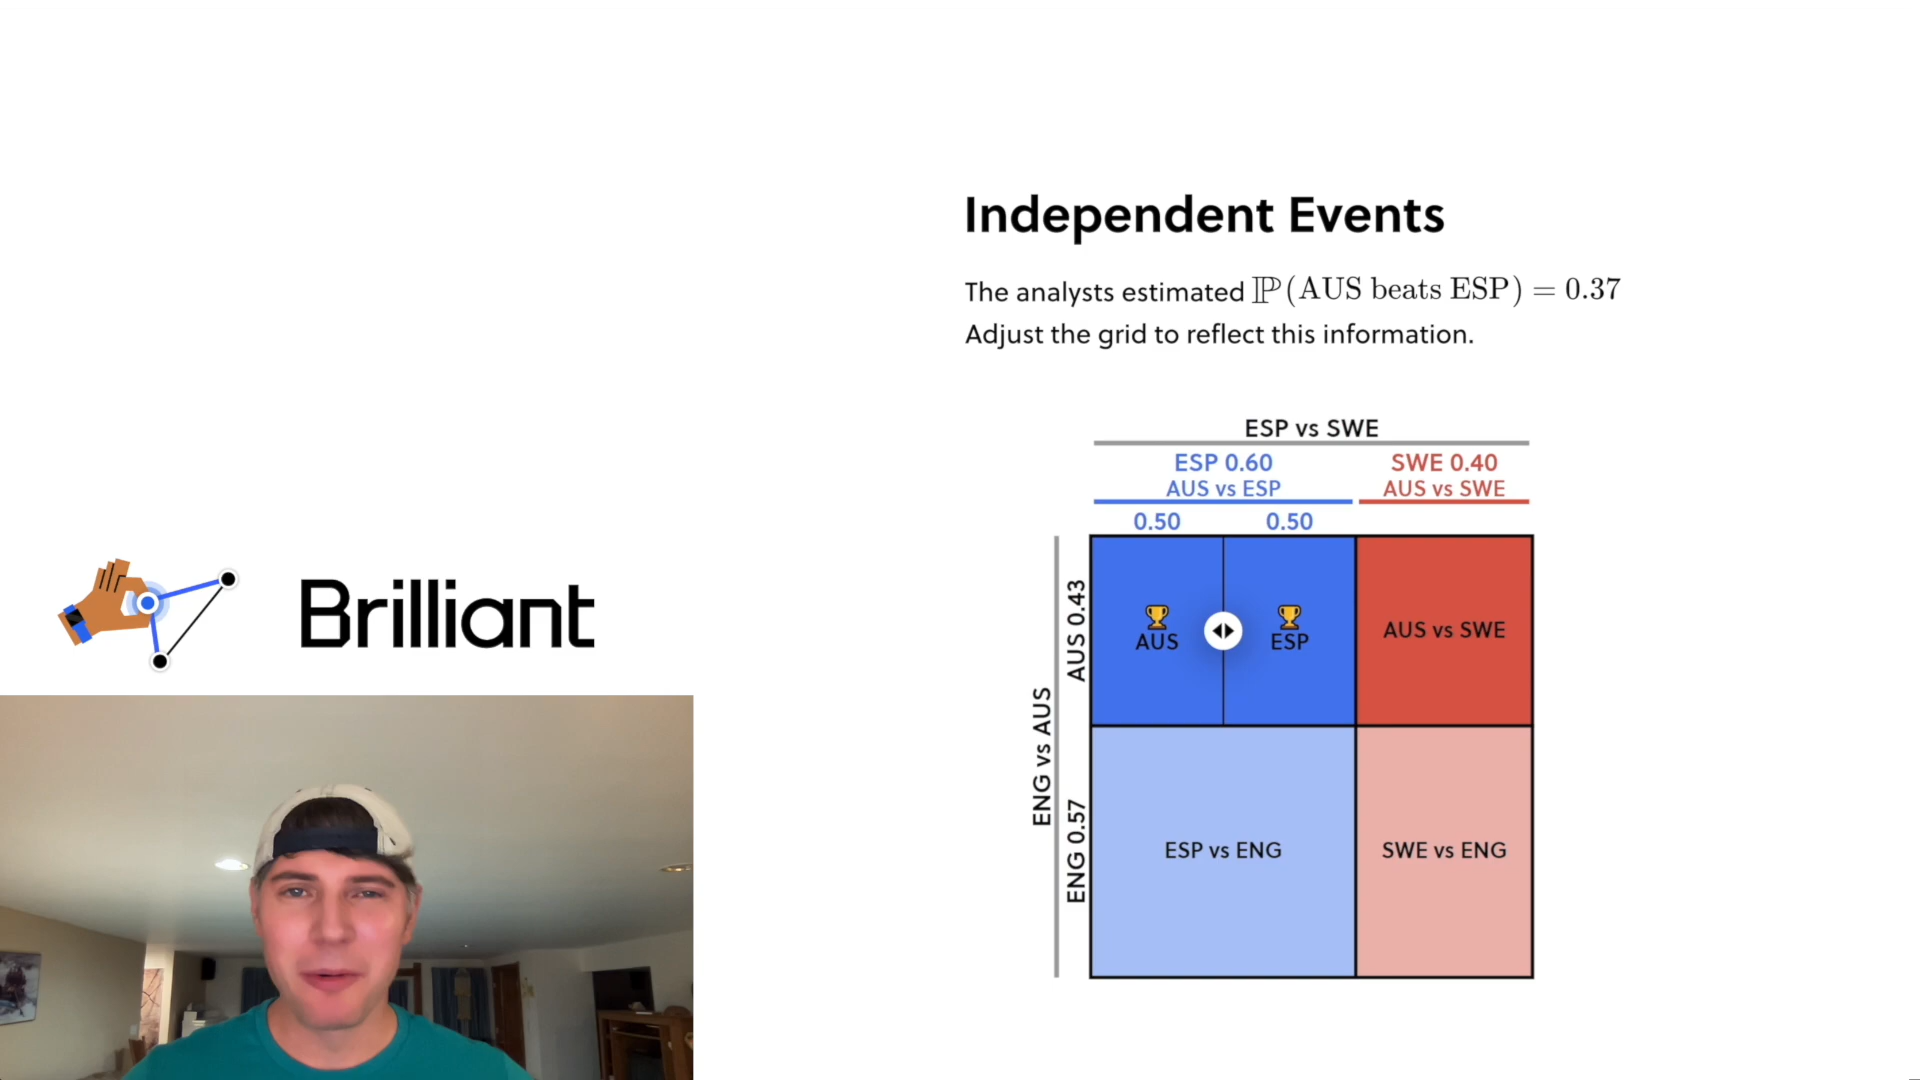 Independent Events
The analysts estimated ℙ(AUS beats ESP) = 0.37
Adjust the grid to reflect this information.
ESP vs SWE
ESP 0.60
SWE 0.40
AUS vs ESP
AUS vs SWE
0.50
0.50
ENG vs AUS
AUS 0.43
AUS
ESP
AUS vs SWE
ENG 0.57
ESP vs ENG
SWE vs ENG
Brilliant